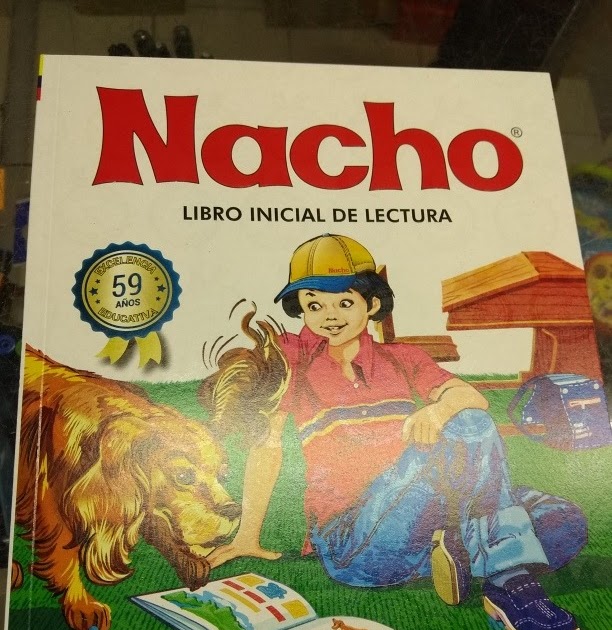 Nacho®
LIBRO INICIAL DE LECTURA
EXCELENCIA
59
AÑOS
EDUCATIVA
Nacho